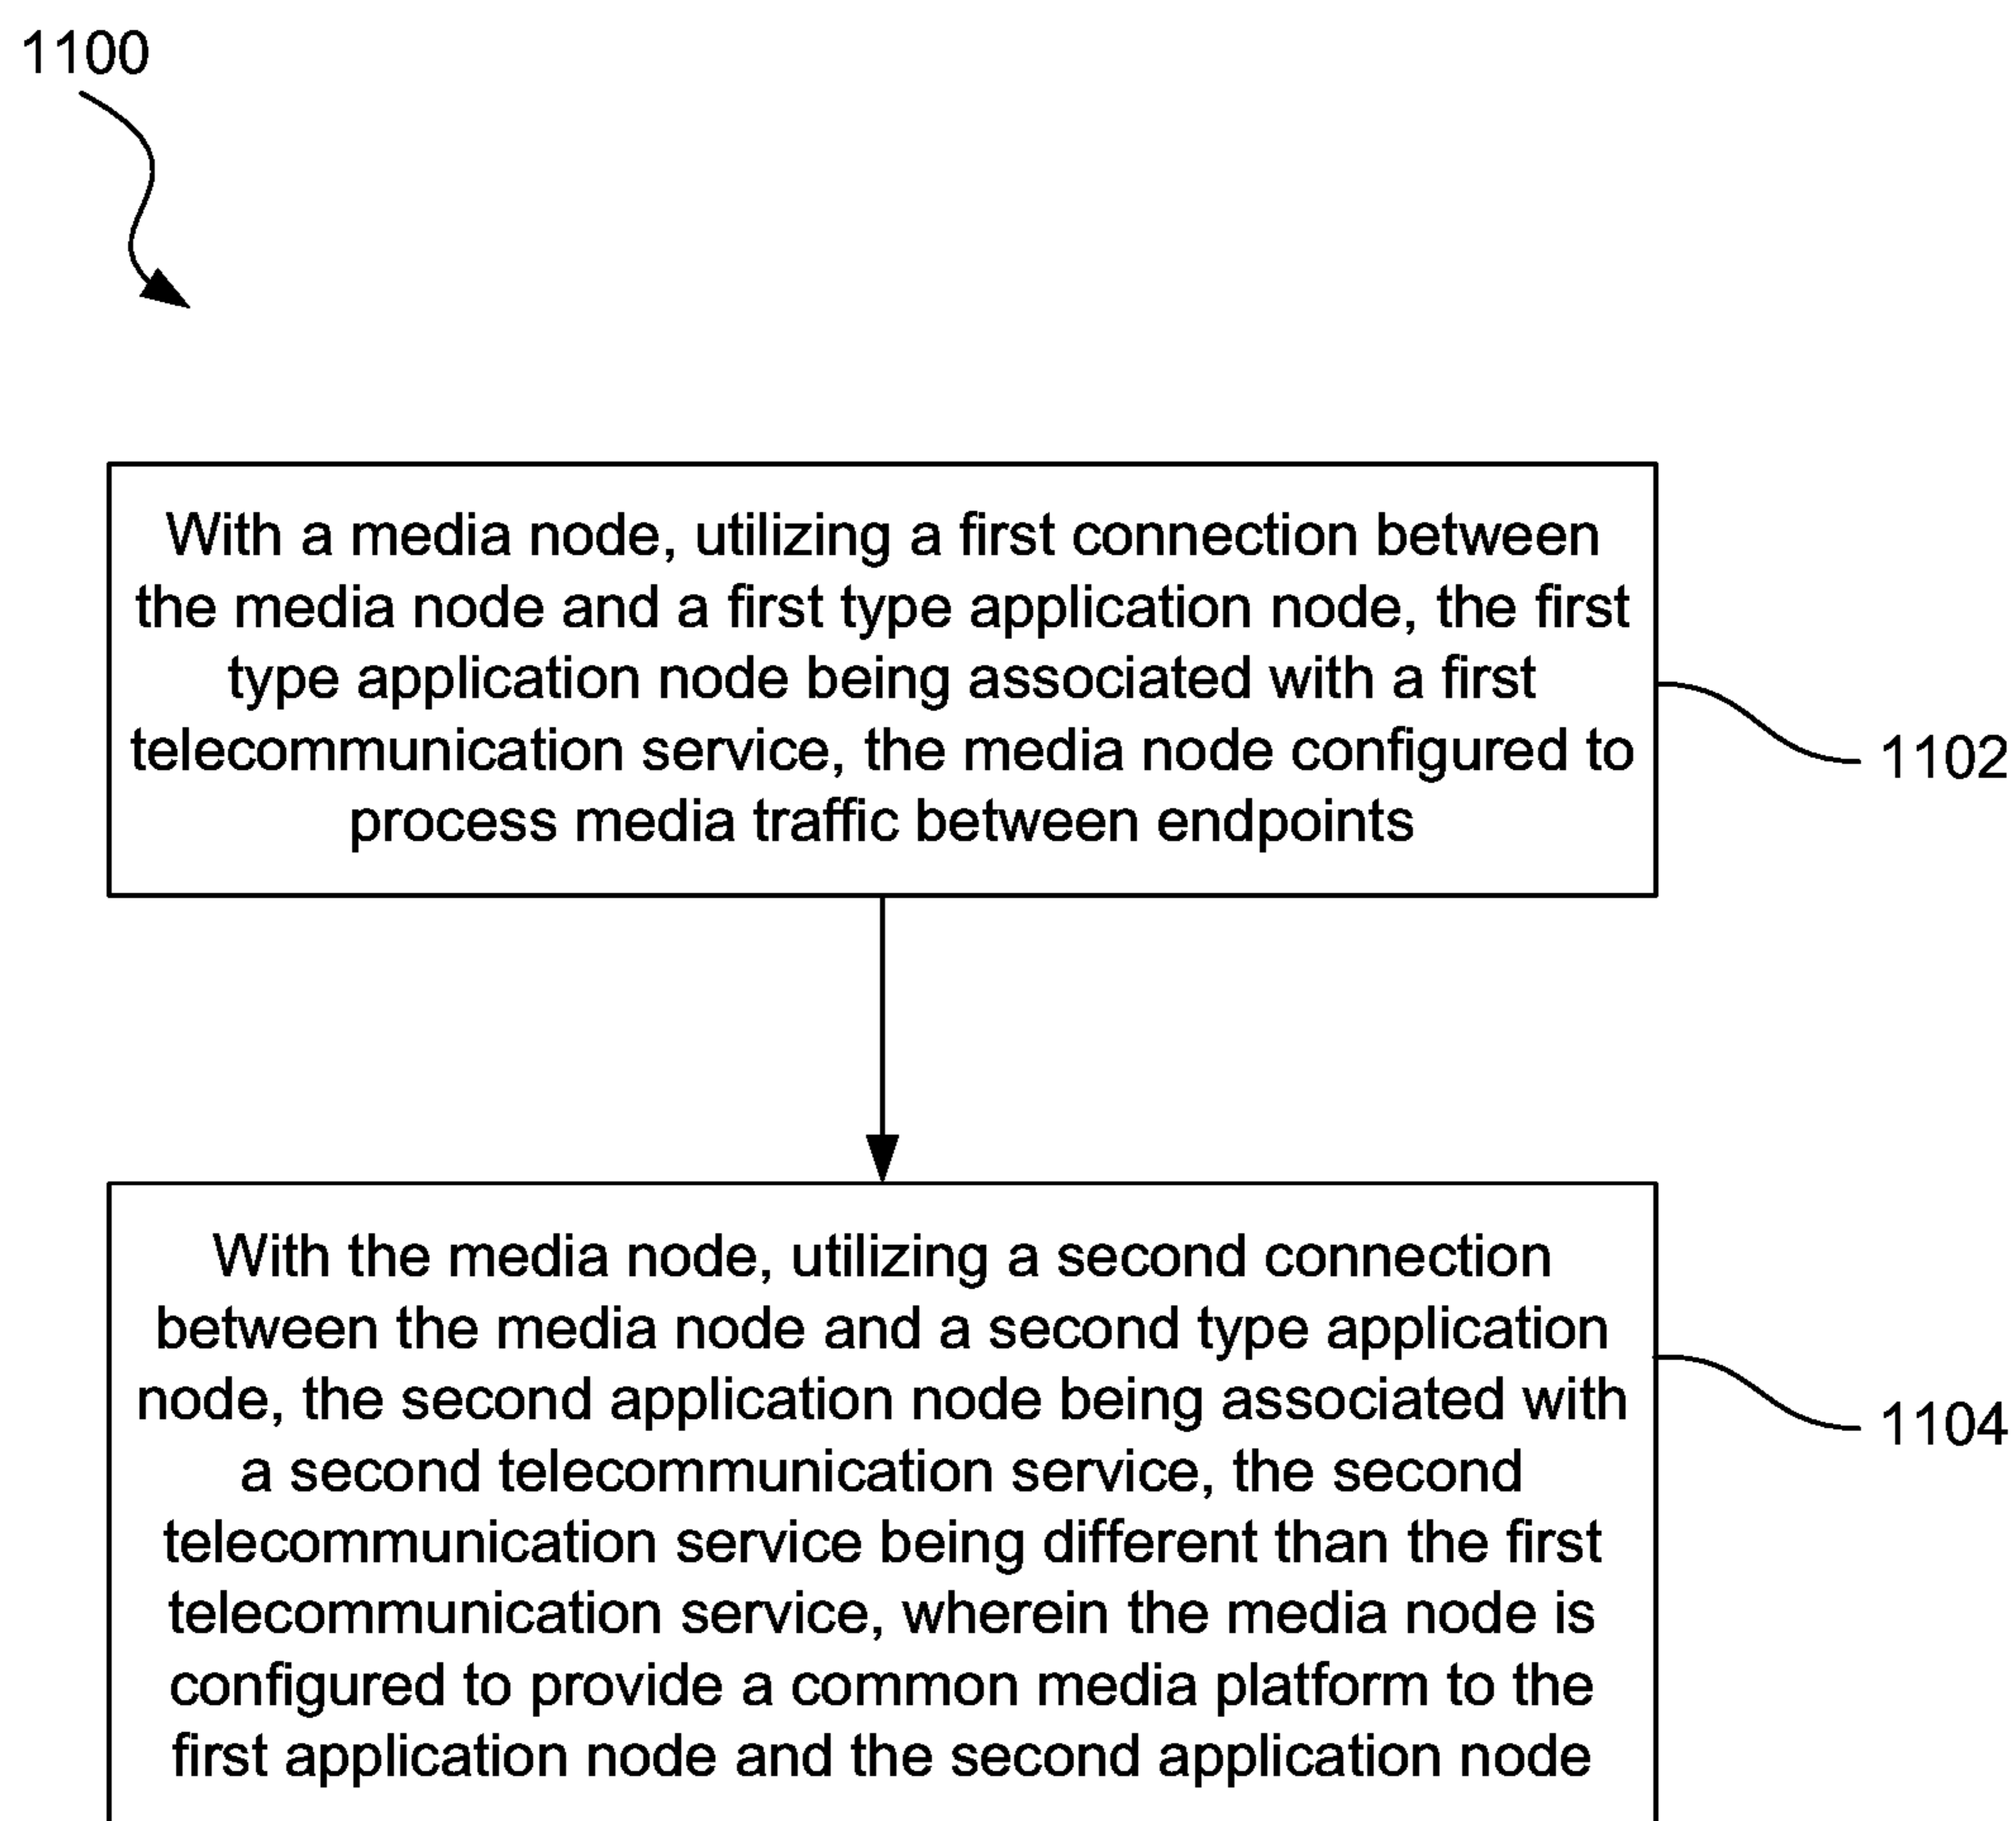 1100
With a media node, utilizing a first connection between
the media node and a first type application node, the first
type application node being associated with a first
telecommunication service, the media node configured to
process media traffic between endpoints
1102
With the media node, utilizing a second connection
between the media node and a second type application
node, the second application node being associated with
a second telecommunication service, the second
telecommunication service being different than the first
telecommunication service, wherein the media node is
configured to provide a common media platform to the
first application node and the second application node
1104